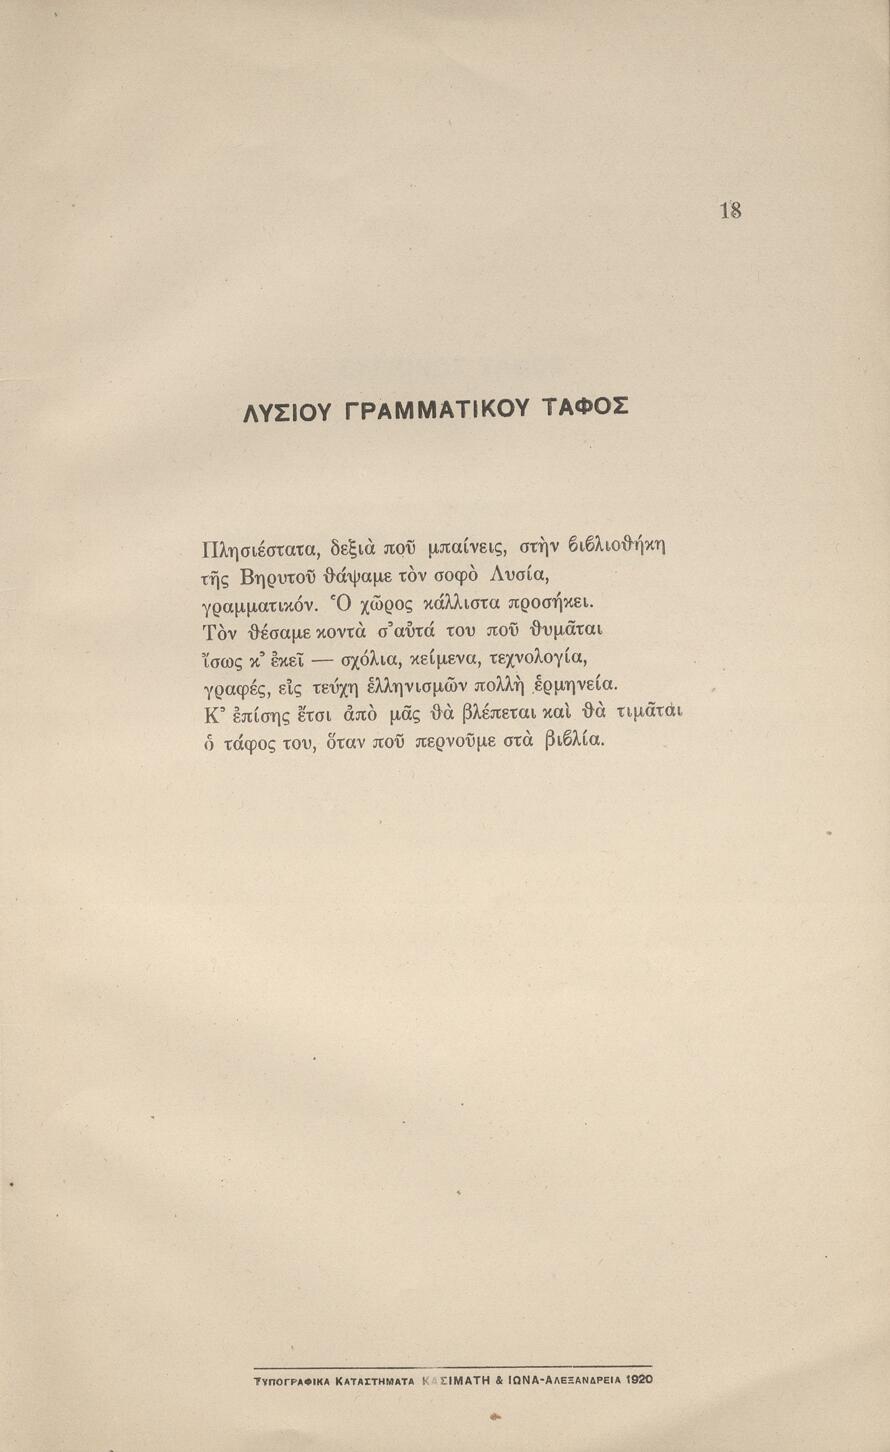 18
ΛΥΣΙΟΥ ΓΡΑΜΜΑΤΙΚΟΥ ΤΑΦΟΣ
Πλησιέστατα, δεξιὰ ποῦ μπαίνεις, στὴν βιβλιοθήκη
τῆς Βηρυτοῦ θάψαμε τὸν σοφὸ Λυσία,
γραμματικόν. Ὁ χῶρος κάλλιστα προσήκει.
Τὸν θέσαμε κοντὰ σ’αὐτά του ποῦ θυμᾶται
ἴσως κ’ ἐκεῖ — σχόλια, κείμενα, τεχνολογία,
γραφές, εἰς τεύχη ἑλληνισμῶν πολλὴ ἑρμηνεία.
Κ’ ἐπίσης ἔτσι ἀπὸ μᾶς θὰ βλέπεται καὶ θὰ τιμᾶται
ὁ τάφος του, ὅταν ποῦ περνοῦμε στὰ βιβλία.
ΤΥΠΟΓΡΑΦΙΚΑ ΚΑΤΑΣΤΗΜΑΤΑ ΚΑΣΙΜΑΤΗ & ΙΩΝΑ-ΑΛΕΞΑΝΔΡΕΙΑ 1920